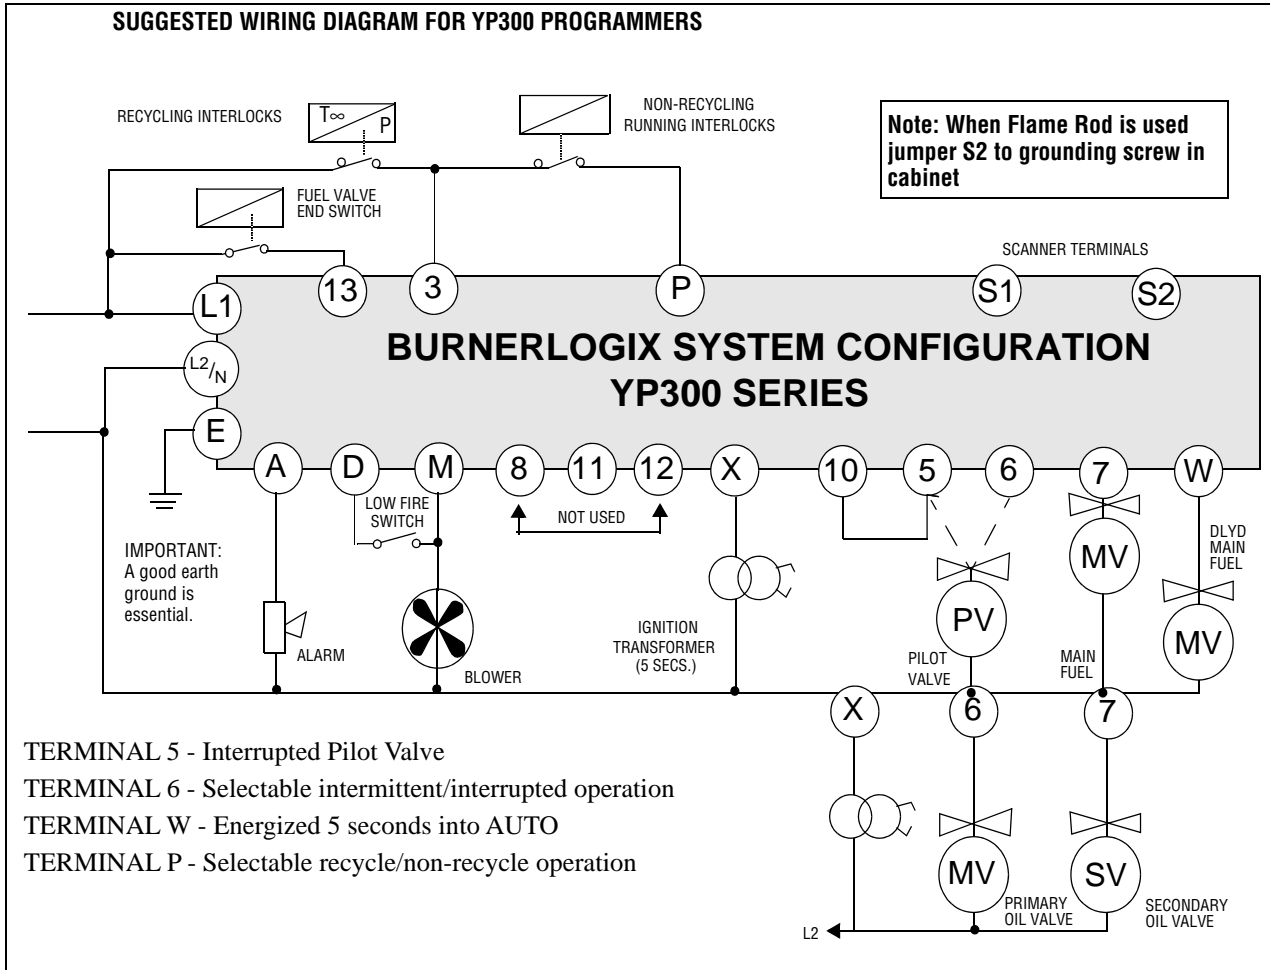 SUGGESTED WIRING DIAGRAM FOR YP300 PROGRAMMERS
RECYCLING INTERLOCKS
T∞
P
NON-RECYCLING
RUNNING INTERLOCKS
Note: When Flame Rod is used
jumper S2 to grounding screw in
cabinet
FUEL VALVE
END SWITCH
SCANNER TERMINALS
L1
13
3
P
S1
S2
BURNERLOGIX SYSTEM CONFIGURATION
YP300 SERIES
L2/N
E
A
D
M
8
11
12
X
10
5
6
7
W
LOW FIRE
SWITCH
NOT USED
IMPORTANT:
A good earth
ground is
essential.
MV
DLYD
MAIN
FUEL
PV
MV
ALARM
BLOWER
IGNITION
TRANSFORMER
(5 SECS.)
PILOT
VALVE
MAIN
FUEL
X
6
7
TERMINAL 5 - Interrupted Pilot Valve
TERMINAL 6 - Selectable intermittent/interrupted operation
TERMINAL W - Energized 5 seconds into AUTO
TERMINAL P - Selectable recycle/non-recycle operation
MV
SV
PRIMARY
OIL VALVE
SECONDARY
OIL VALVE
L2